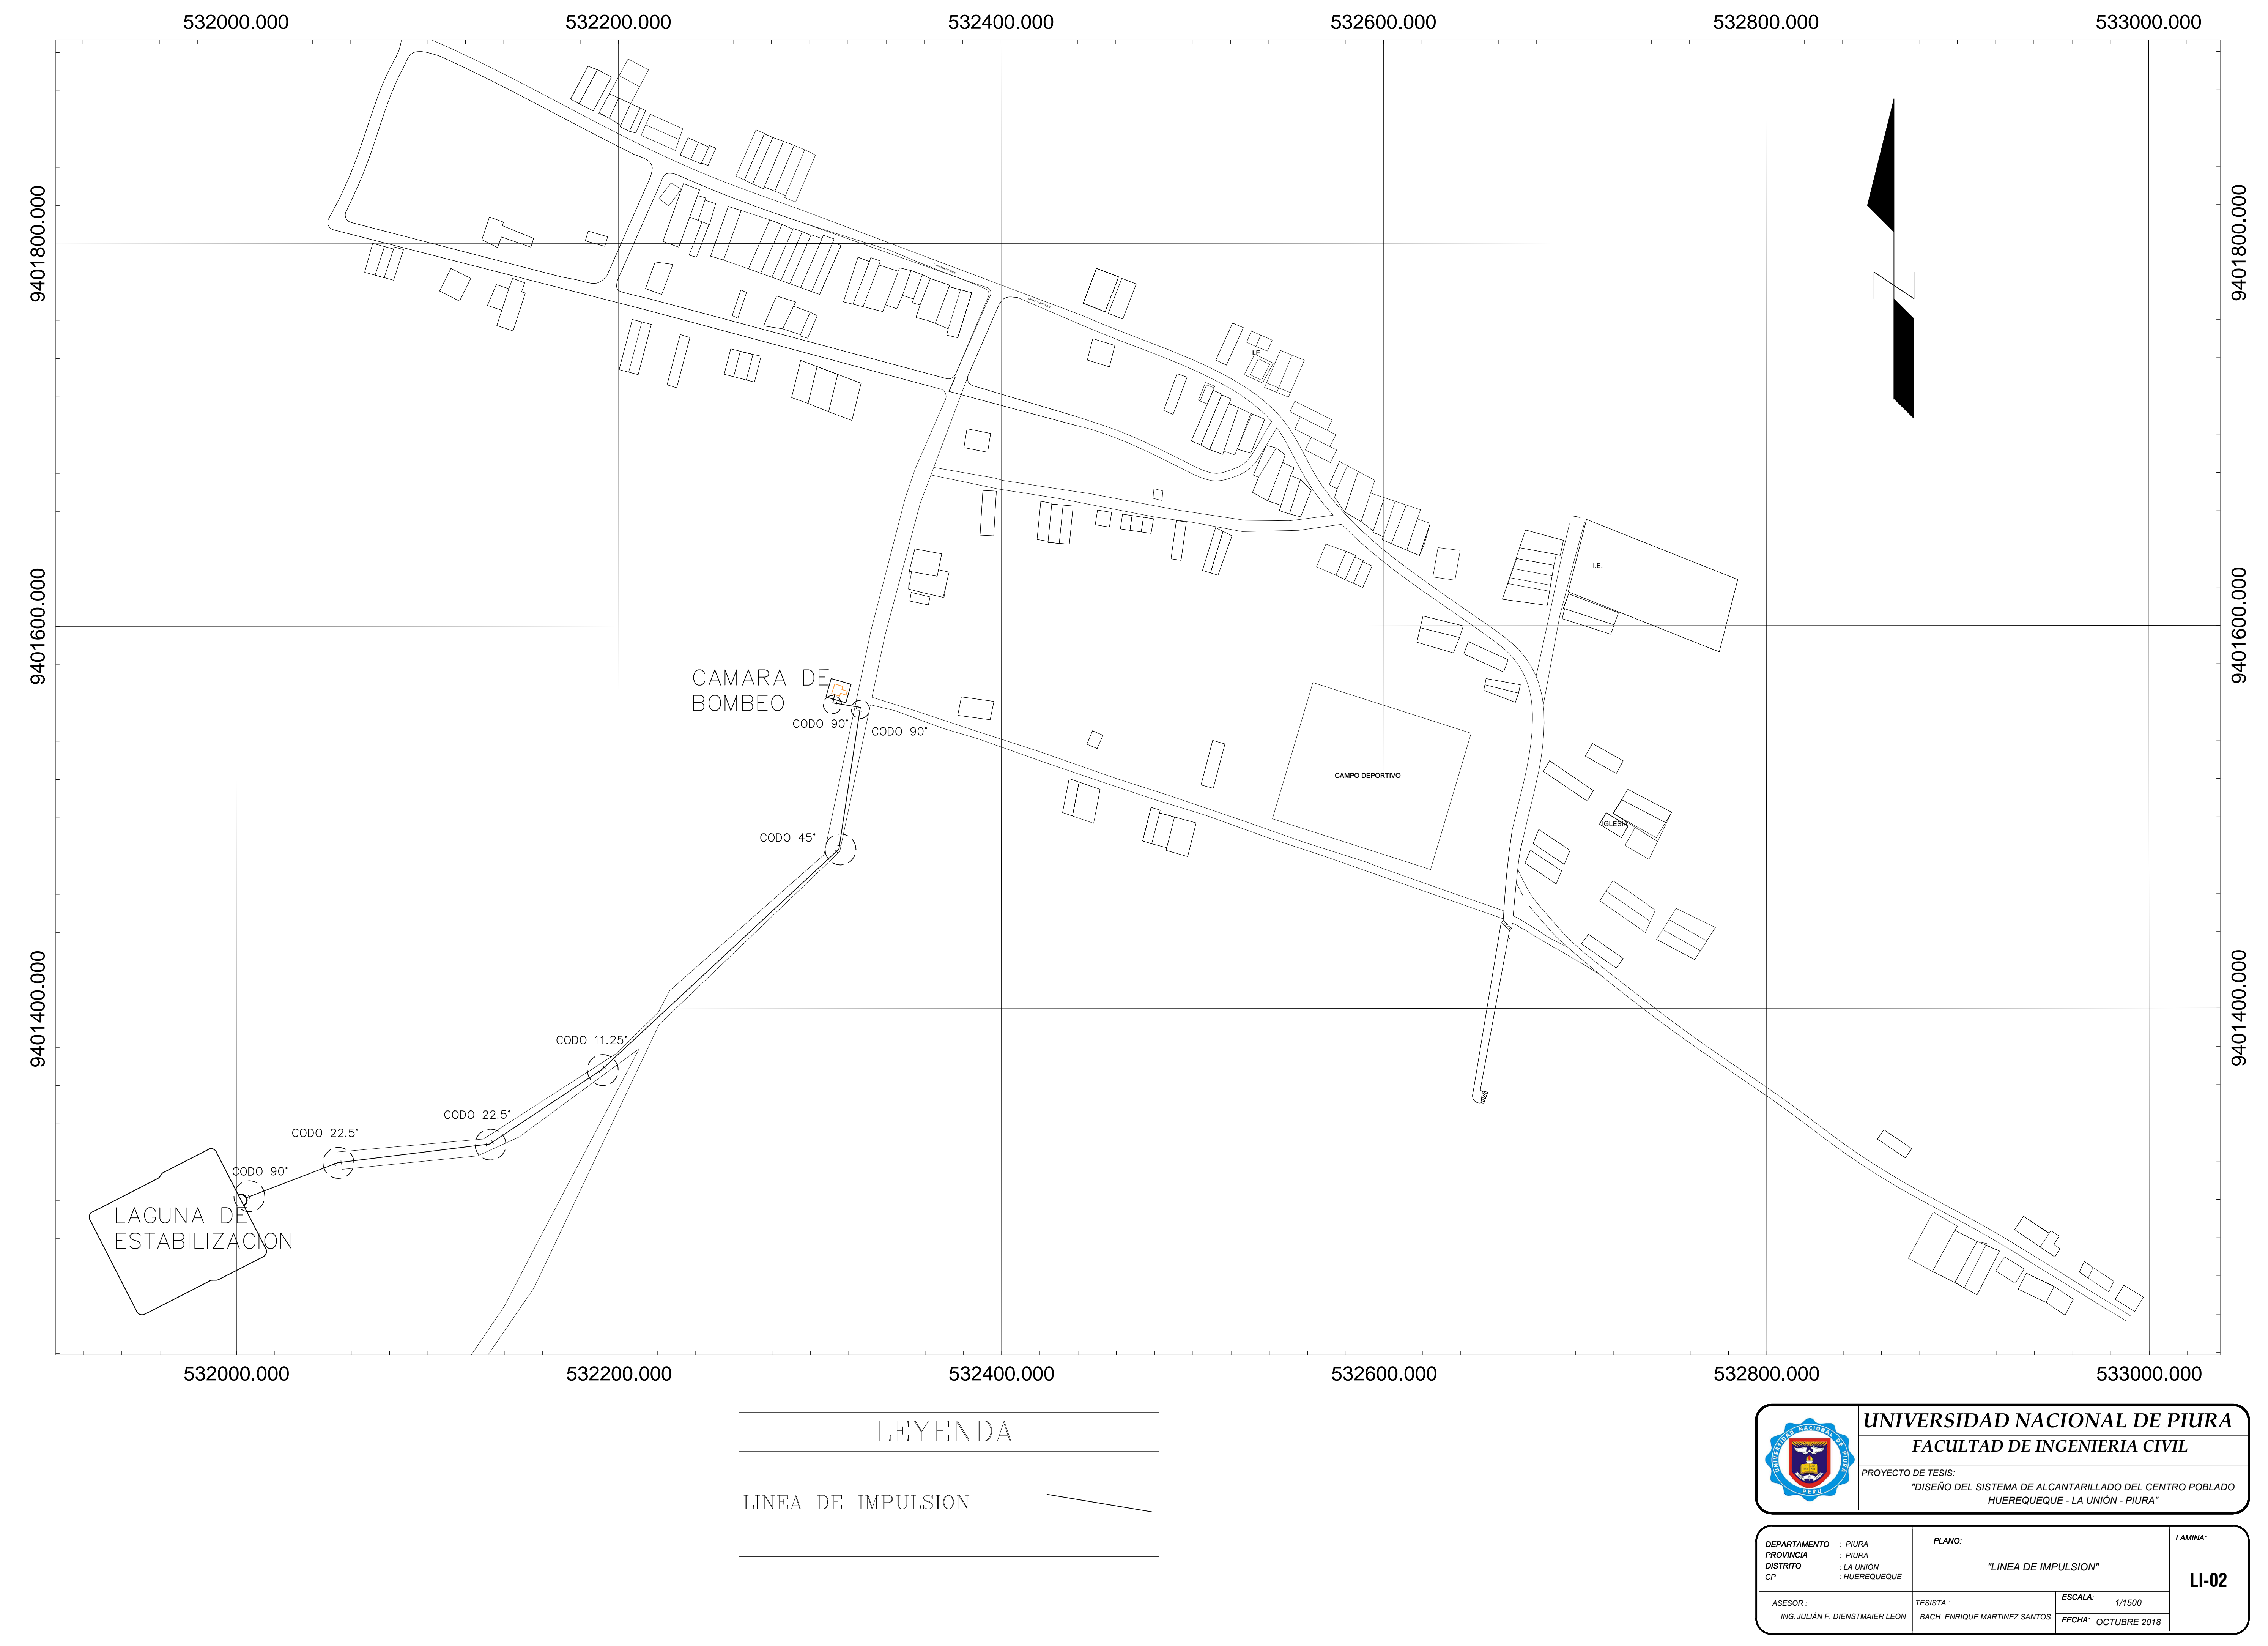 532000.000 532200.000 532400.000 532600.000 532800.000 533000.000
9401800.000
9401800.000
9401600.000
9401600.000
9401400.000
9401400.000
I.E.
I.E.
CAMARA DE
BOMBEO
CODO 90°
CODO 90°
CAMPO DEPORTIVO
IGLESIA
CODO 45°
CODO 11.25°
CODO 22.5°
CODO 22.5°
CODO 90°
LAGUNA DE
ESTABILIZACION
532000.000 532200.000 532400.000 532600.000 532800.000 533000.000
LEYENDA
LINEA DE IMPULSION
UNIVERSIDAD NACIONAL DE PIURA
PERU
UNIVERSIDAD NACIONAL DE PIURA
FACULTAD DE INGENIERIA CIVIL
PROYECTO DE TESIS:
"DISEÑO DEL SISTEMA DE ALCANTARILLADO DEL CENTRO POBLADO
HUEREQUEQUE - LA UNIÓN - PIURA"
DEPARTAMENTO : PIURA
PROVINCIA : PIURA
DISTRITO : LA UNIÓN
CP : HUEREQUEQUE
PLANO:
"LINEA DE IMPULSION"
LAMINA:
LI-02
ASESOR :
ING. JULIÁN F. DIENSTMAIER LEON
TESISTA :
BACH. ENRIQUE MARTINEZ SANTOS
ESCALA: 1/1500
FECHA: OCTUBRE 2018